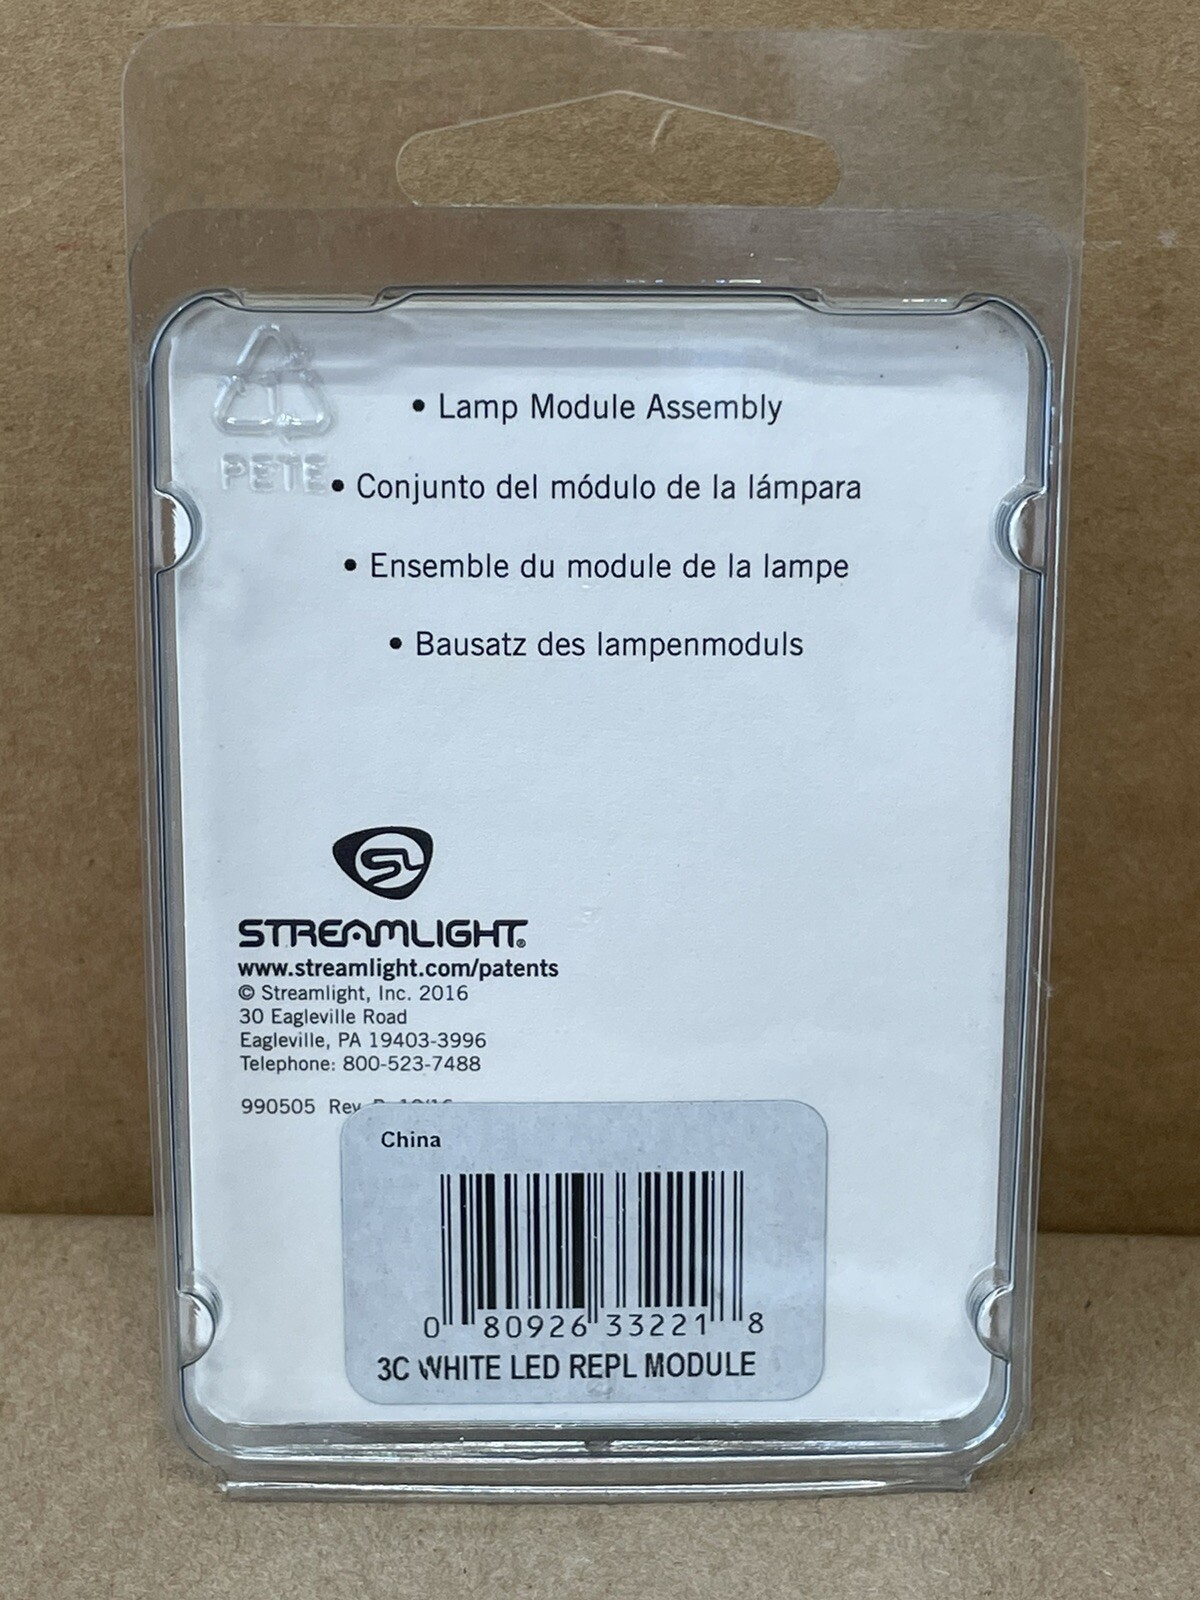 PETE
• Lamp Module Assembly
• Conjunto del módulo de la lámpara
• Ensemble du module de la lampe
• Bausatz des lampenmoduls
SL
STREAMLIGHT®
www.streamlight.com/patents
© Streamlight, Inc. 2016
30 Eagleville Road
Eagleville, PA 19403-3996
Telephone: 800-523-7488
990505 Rev
China
0 80926 33221 8
3C WHITE LED REPL MODULE